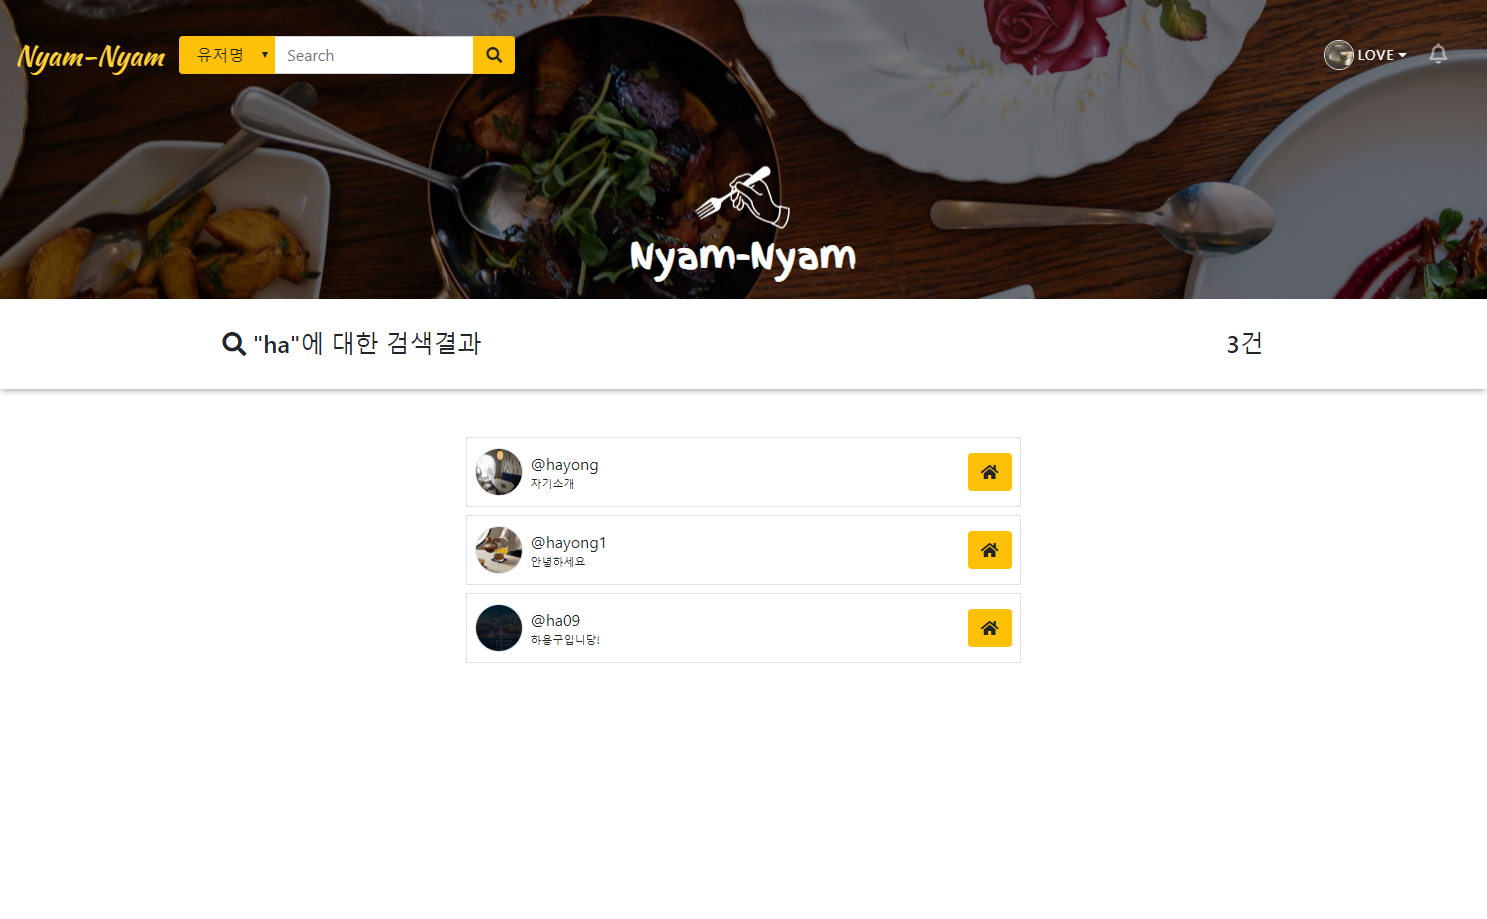 Nyam-Nyam
유저명
Search
LOVE
Nyam-Nyam
"ha"에 대한 검색결과
3건
@hayong
자기소개
@hayong1
안녕하세요
@ha09
하용구입니당!